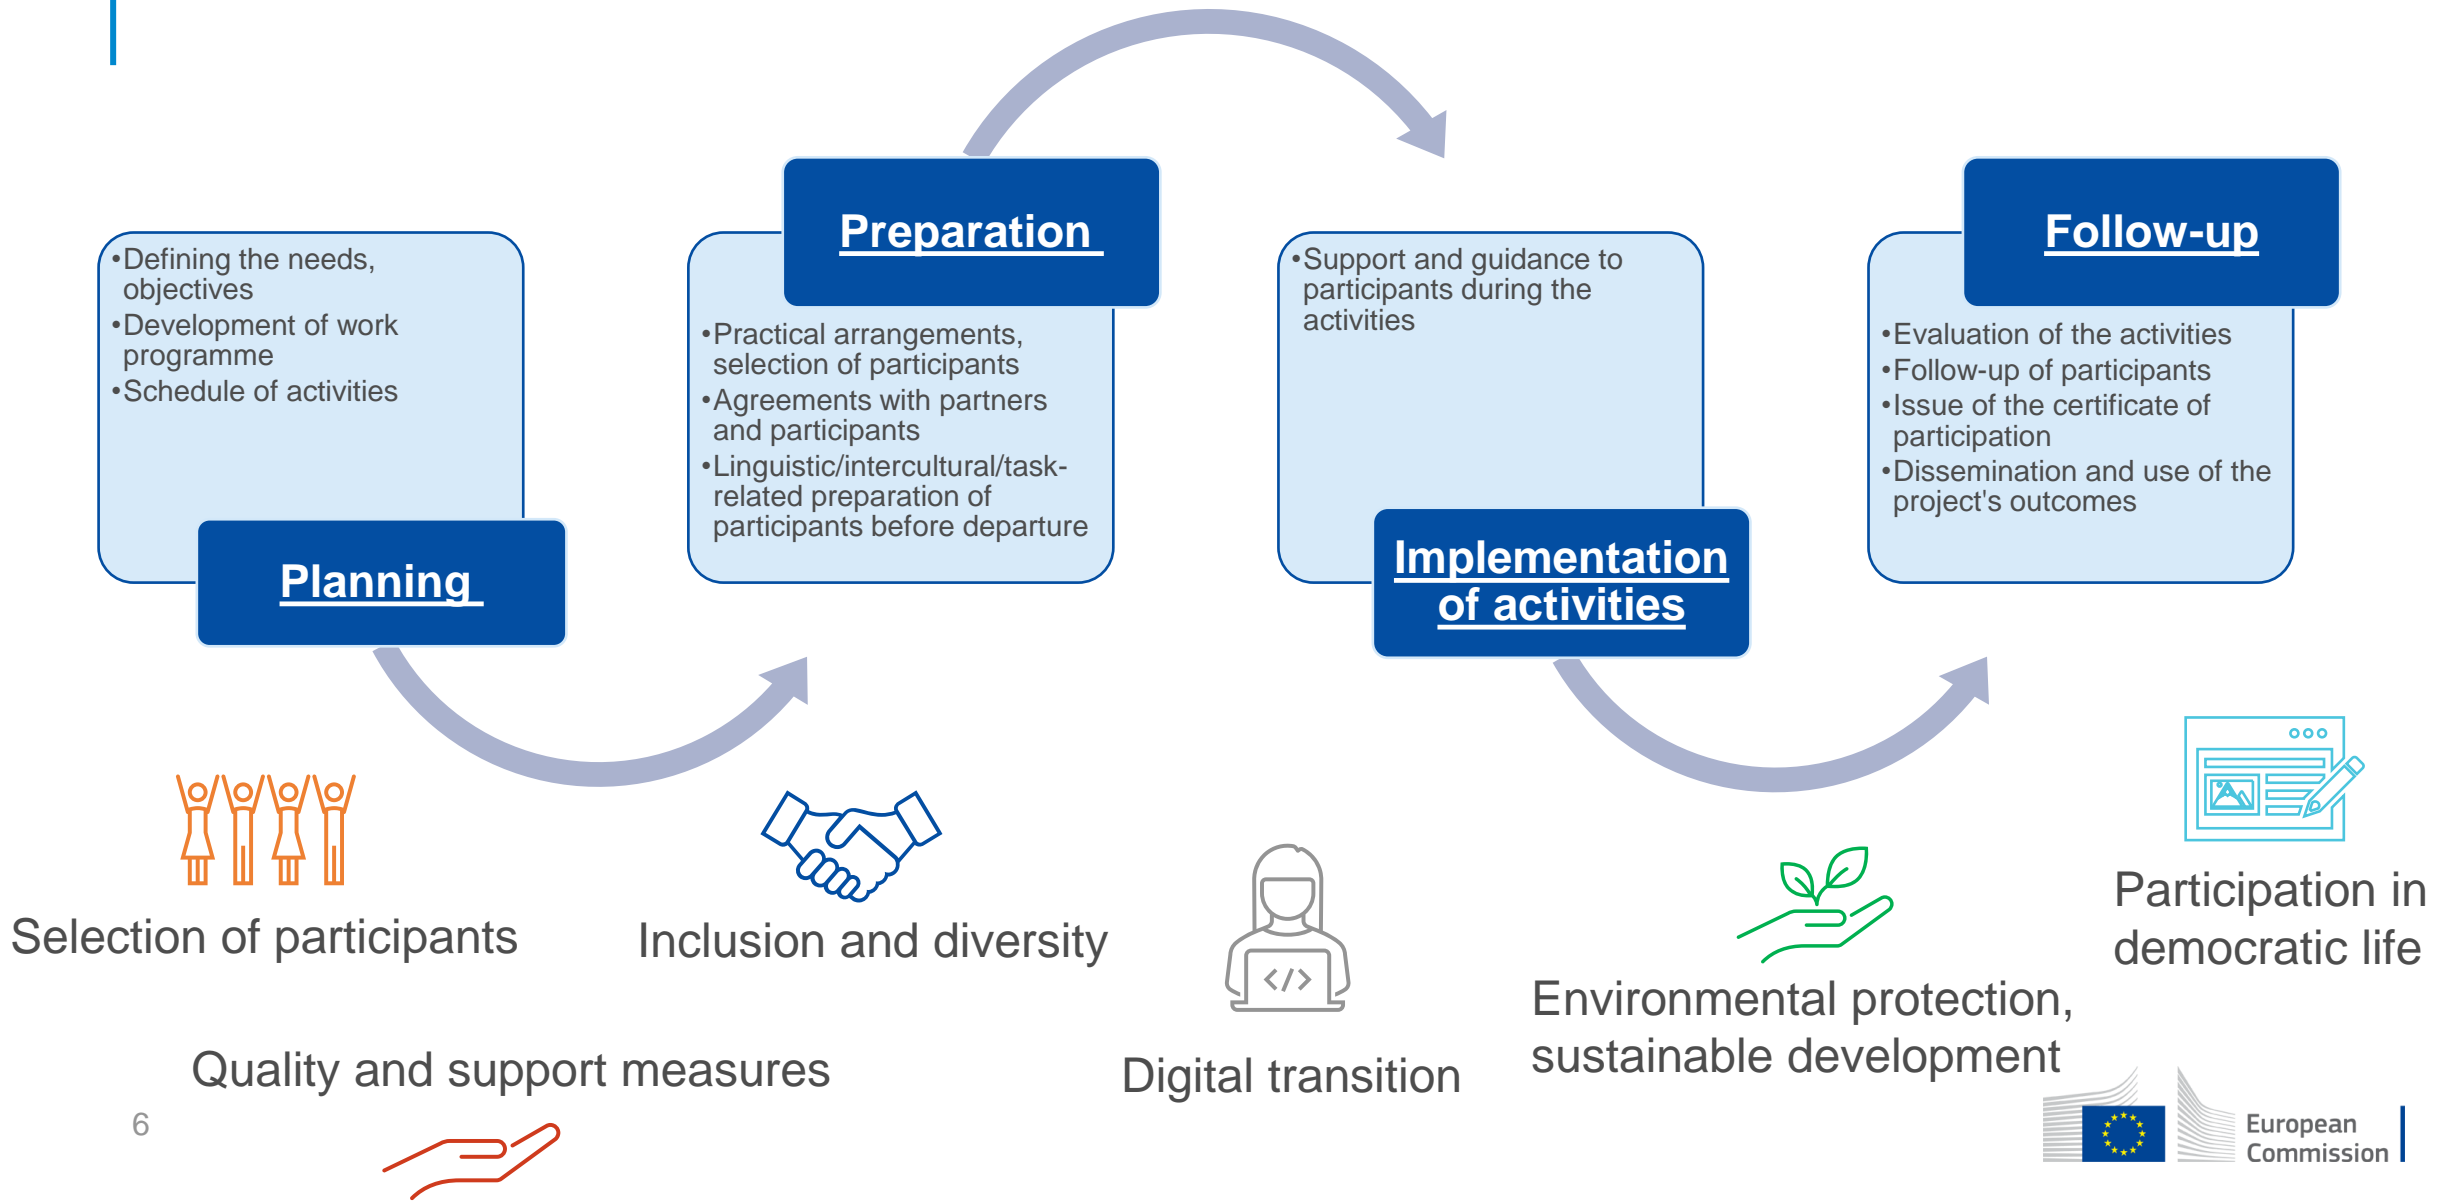 •Defining the needs,
objectives
•Development of work
programme
•Schedule of activities
Planning
Preparation
•Practical arrangements,
selection of participants
•Agreements with partners
and participants
•Linguistic/intercultural/task-
related preparation of
participants before departure
•Support and guidance to
participants during the
activities
Implementation
of activities
Follow-up
•Evaluation of the activities
•Follow-up of participants
•Issue of the certificate of
participation
•Dissemination and use of the
project's outcomes
Selection of participants
Inclusion and diversity
</>
Digital transition
Environmental protection,
sustainable development
Participation in
democratic life
Quality and support measures
6
European
Commission